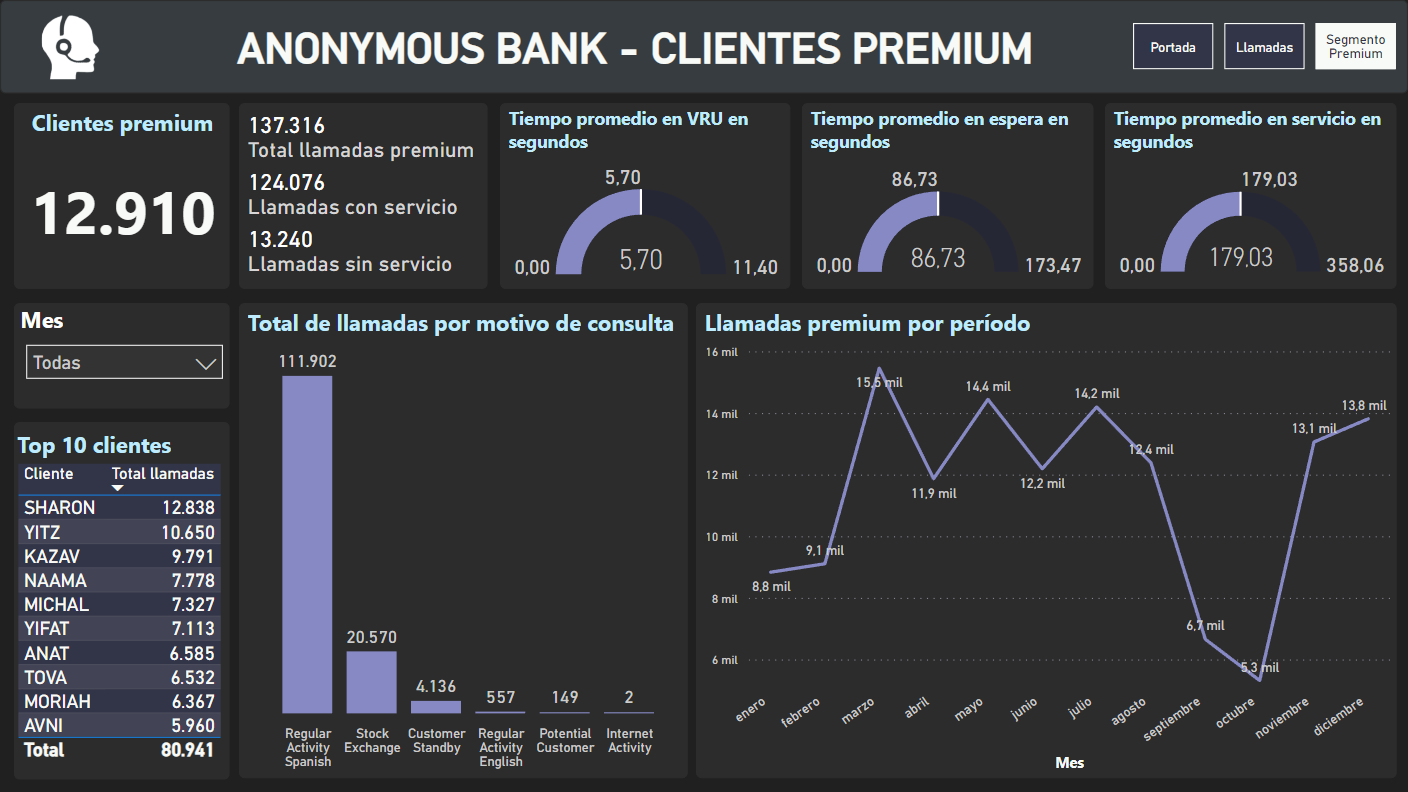 ANONYMOUS BANK - CLIENTES PREMIUM
Portada
Llamadas
Segmento
Premium
Clientes premium
12.910
137.316
Total llamadas premium
124.076
Llamadas con servicio
13.240
Llamadas sin servicio
Tiempo promedio en VRU en
segundos
5,70
0,00
5,70
11,40
Tiempo promedio en espera en
segundos
86,73
0,00
86,73
173,47
Tiempo promedio en servicio en
segundos
179,03
0,00
179,03
358,06
Mes
Todas
Top 10 clientes
Cliente Total llamadas
SHARON 12.838
YITZ 10.650
KAZAV 9.791
NAAMA 7.778
MICHAL 7.327
YIFAT 7.113
ANAT 6.585
TOVA 6.532
MORIAH 6.367
AVNI 5.960
Total 80.941
Total de llamadas por motivo de consulta
111.902
20.570
4.136
557
149
2
Regular
Activity
Spanish
Stock
Exchange
Customer
Standby
Regular
Activity
English
Potential
Customer
Internet
Activity
Llamadas premium por período
16 mil
14 mil
12 mil
10 mil
8 mil
6 mil
8,8 mil
9,1 mil
15,5 mil
11,9 mil
14,4 mil
12,2 mil
14,2 mil
12,4 mil
6,7 mil
5,3 mil
13,1 mil
13,8 mil
enero
febrero
marzo
abril
mayo
junio
julio
agosto
septiembre
octubre
noviembre
diciembre
Mes